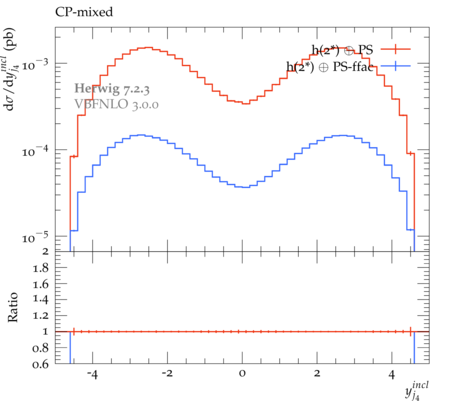 CP-mixed
h(2*) ⊕ PS
h(2*) ⊕ PS-ffac
Herwig 7.2.3
VBFNLO 3.0.0
dσ/dy_{j_4}^{incl} (pb)
10^{-3}
10^{-4}
10^{-5}
2
1.8
1.6
1.4
1.2
1
0.8
0.6
Ratio
-4 -2 0 2 4
y_{j_4}^{incl}